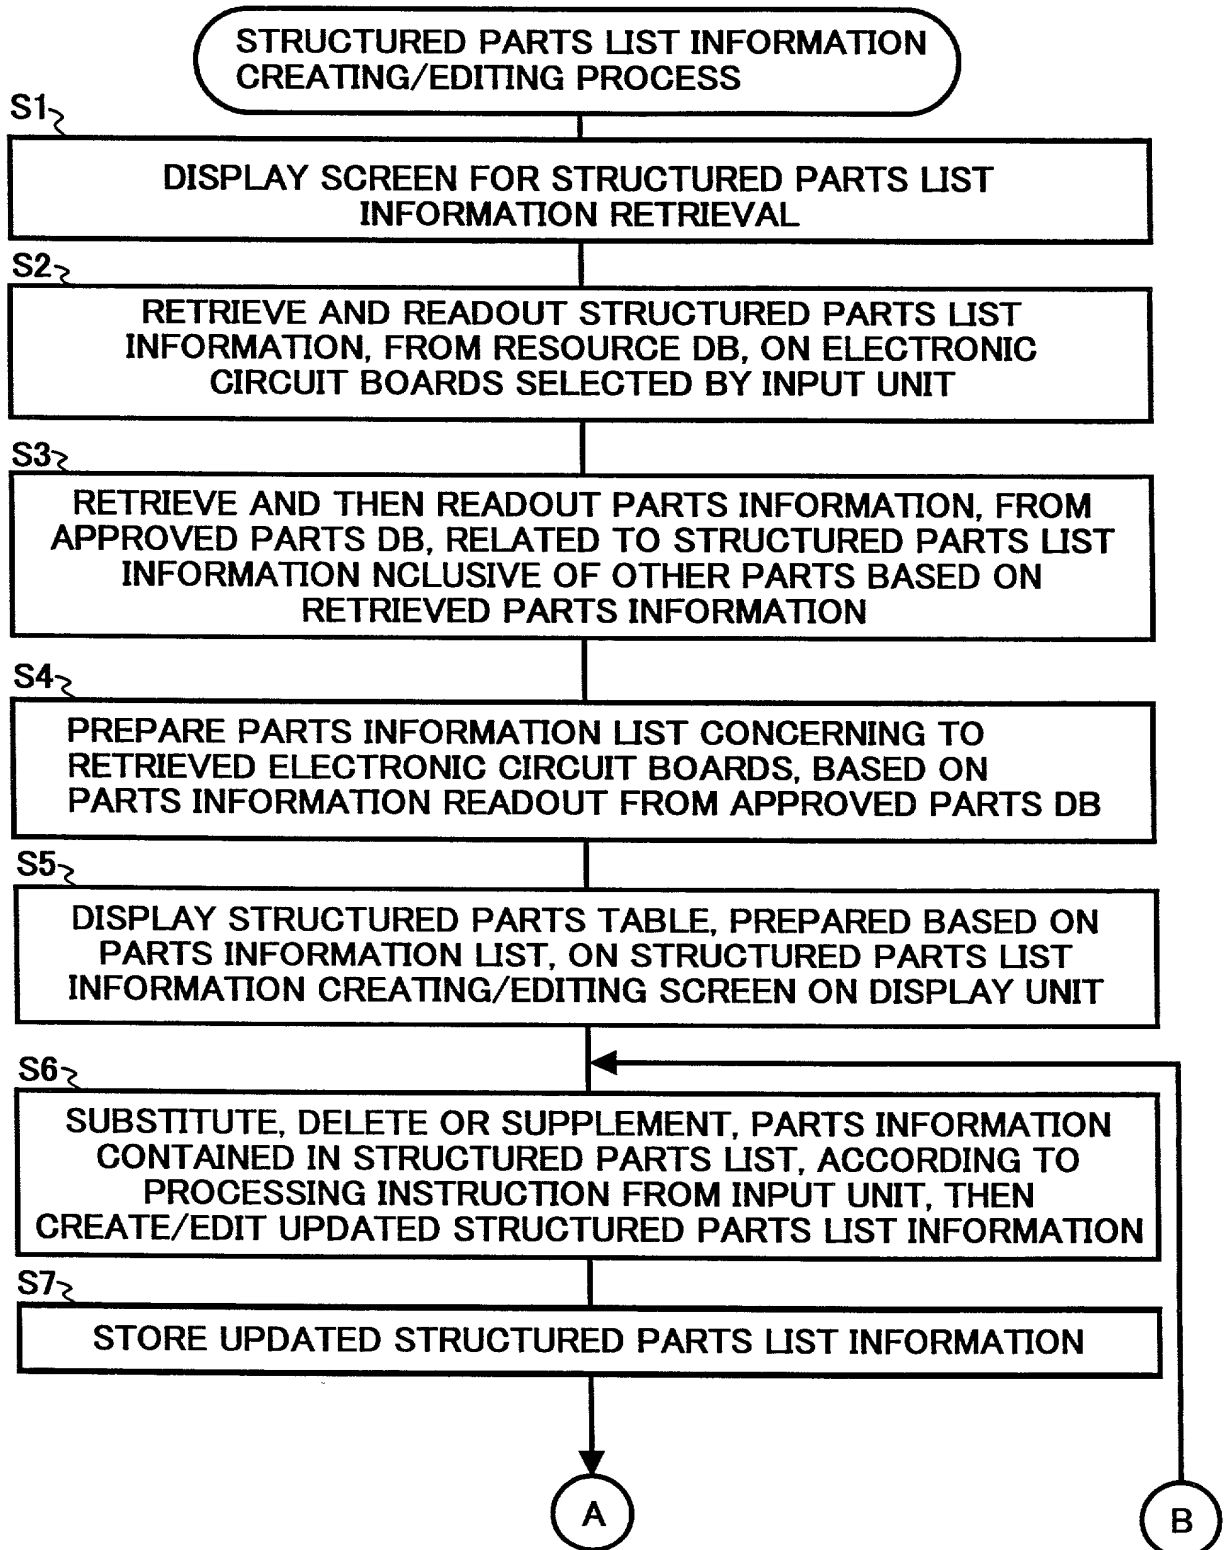 STRUCTURED PARTS LIST INFORMATION
CREATING/EDITING PROCESS
S1
DISPLAY SCREEN FOR STRUCTURED PARTS LIST
INFORMATION RETRIEVAL
S2
RETRIEVE AND READOUT STRUCTURED PARTS LIST
INFORMATION, FROM RESOURCE DB, ON ELECTRONIC
CIRCUIT BOARDS SELECTED BY INPUT UNIT
S3
RETRIEVE AND THEN READOUT PARTS INFORMATION, FROM
APPROVED PARTS DB, RELATED TO STRUCTURED PARTS LIST
INFORMATION NCLUSIVE OF OTHER PARTS BASED ON
RETRIEVED PARTS INFORMATION
S4
PREPARE PARTS INFORMATION LIST CONCERNING TO
RETRIEVED ELECTRONIC CIRCUIT BOARDS, BASED ON
PARTS INFORMATION READOUT FROM APPROVED PARTS DB
S5
DISPLAY STRUCTURED PARTS TABLE, PREPARED BASED ON
PARTS INFORMATION LIST, ON STRUCTURED PARTS LIST
INFORMATION CREATING/EDITING SCREEN ON DISPLAY UNIT
S6
SUBSTITUTE, DELETE OR SUPPLEMENT, PARTS INFORMATION
CONTAINED IN STRUCTURED PARTS LIST, ACCORDING TO
PROCESSING INSTRUCTION FROM INPUT UNIT, THEN
CREATE/EDIT UPDATED STRUCTURED PARTS LIST INFORMATION
S7
STORE UPDATED STRUCTURED PARTS LIST INFORMATION
A
B